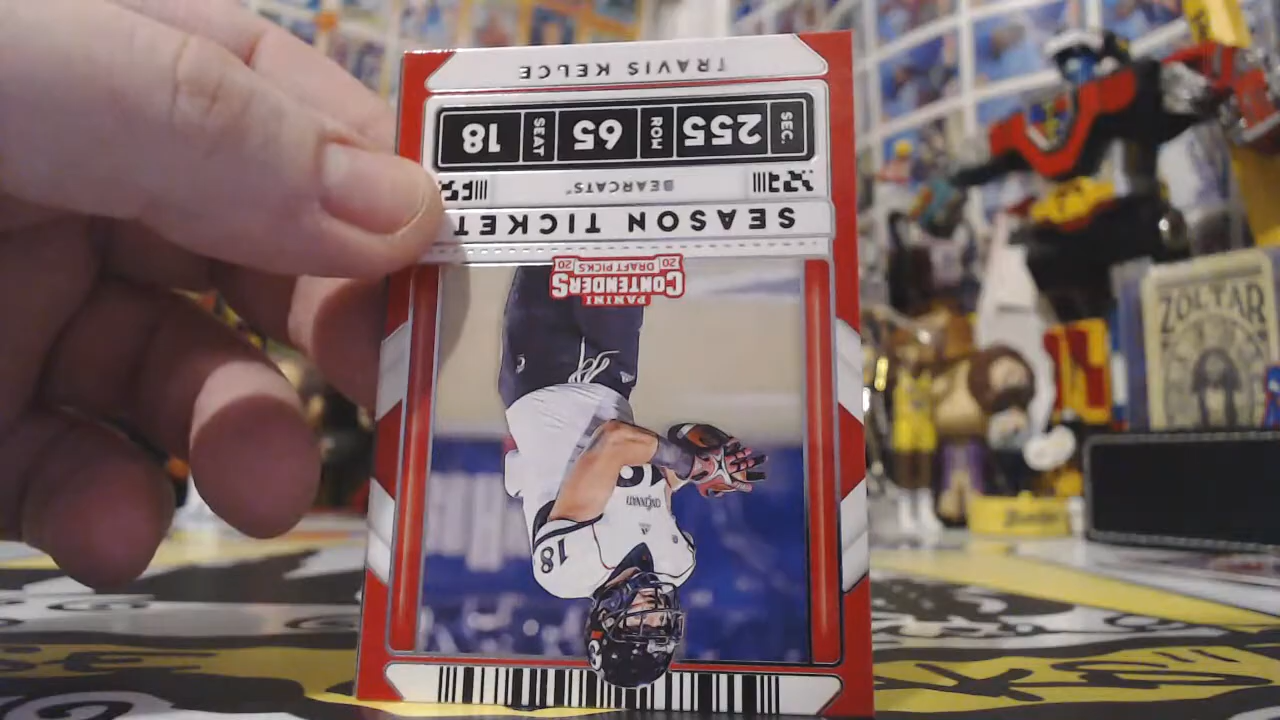 TRAVIS KELCE
SEC. 255 ROW 65 SEAT 18
BEARCATS®
SEASON TICKET
20 PANINI CONTENDERS DRAFT PICKS 20
CINCINNATI
18
ZOLTAR